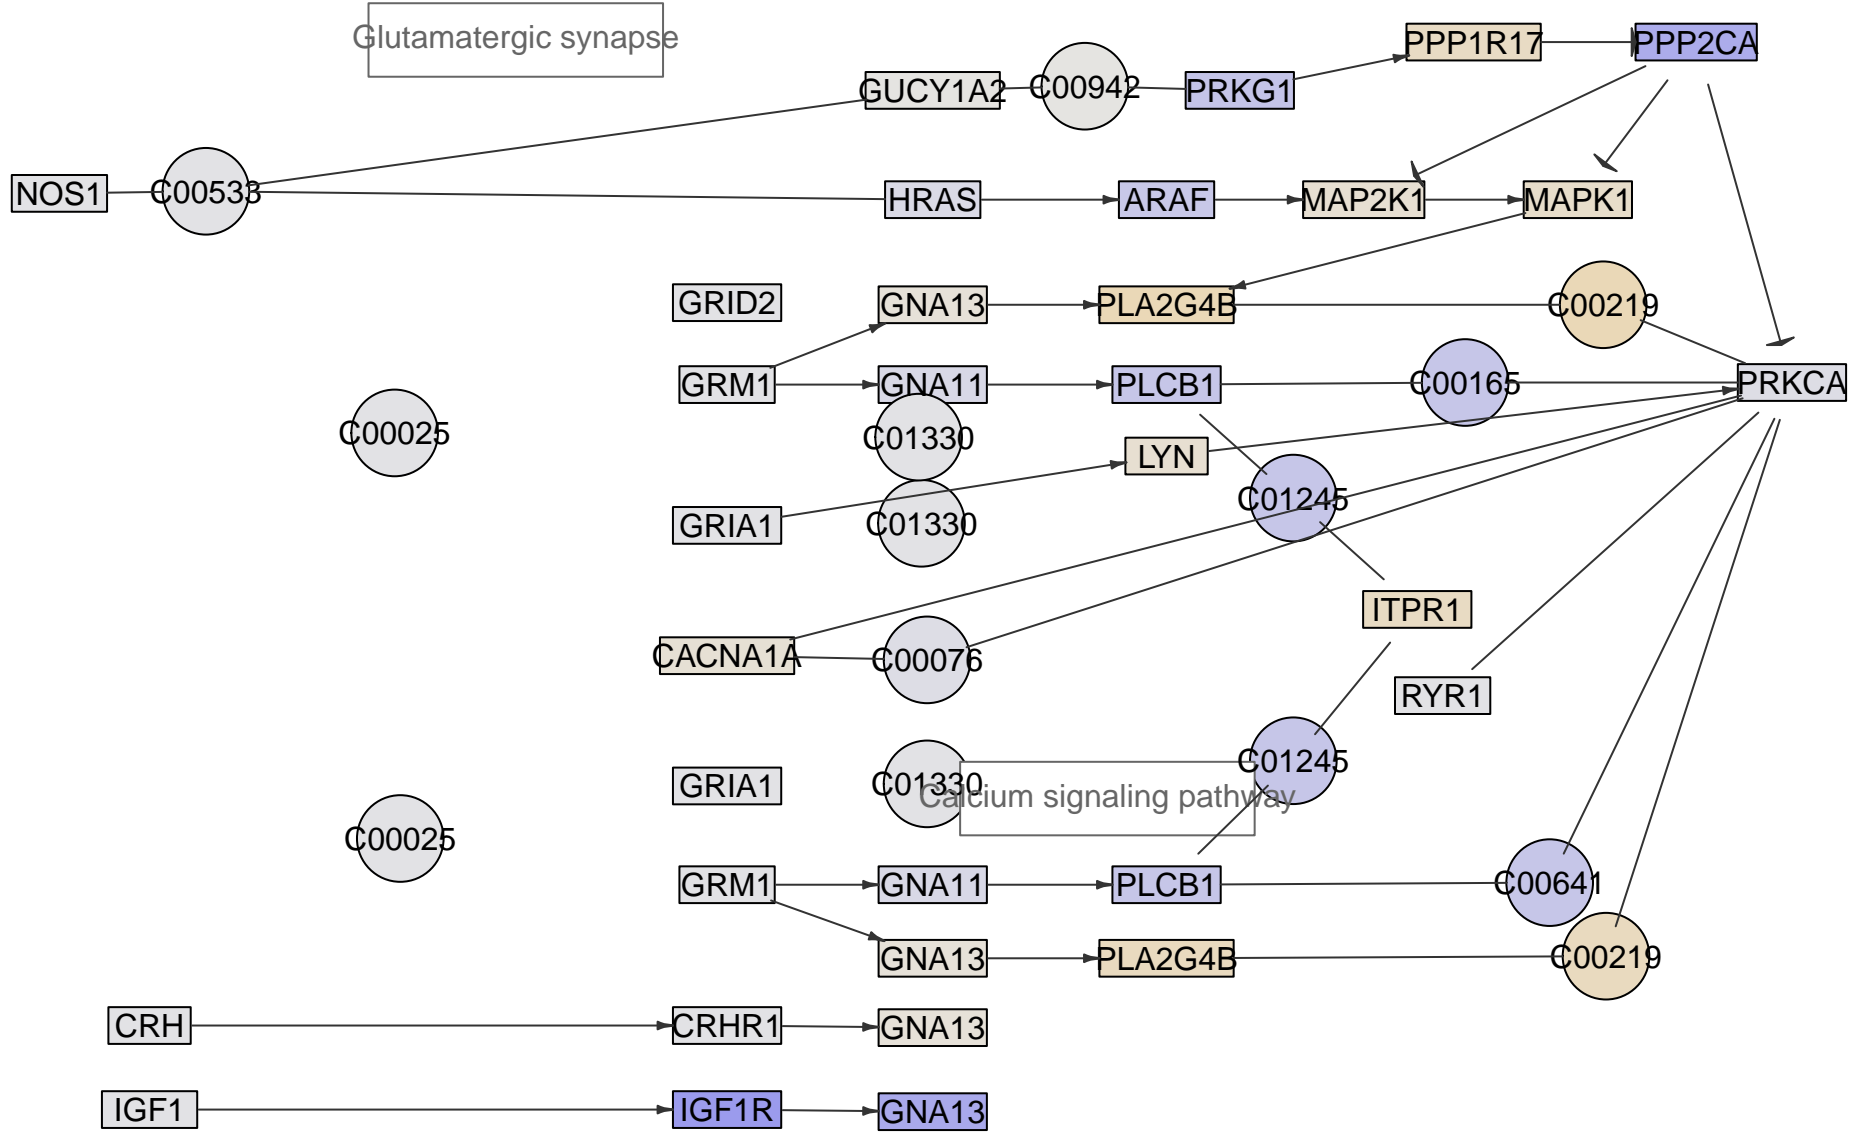 Glutamatergic synapse
PPP1R17
PPP2CA
GUCY1A2
C00942
PRKG1
NOS1
C00533
HRAS
ARAF
MAP2K1
MAPK1
GRID2
GNA13
PLA2G4B
C00219
GRM1
GNA11
PLCB1
C00165
PRKCA
C00025
C01330
LYN
C01245
GRIA1
C01330
ITPR1
CACNA1A
C00076
RYR1
C01245
GRIA1
C01330
Calcium signaling pathway
C00025
GRM1
GNA11
PLCB1
C00641
GNA13
PLA2G4B
C00219
CRH
CRHR1
GNA13
IGF1
IGF1R
GNA13